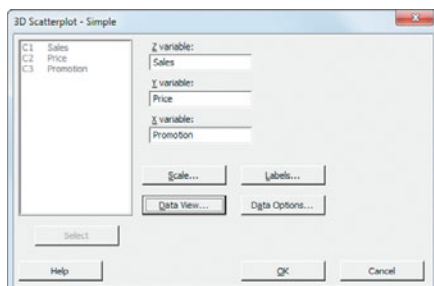 3D Scatterplot - Simple
C1 Sales
C2 Price
C3 Promotion
Z variable:
Sales
Y variable:
Price
X variable:
Promotion
Scale... Labels...
Data View... Data Options...
Select
Help OK Cancel